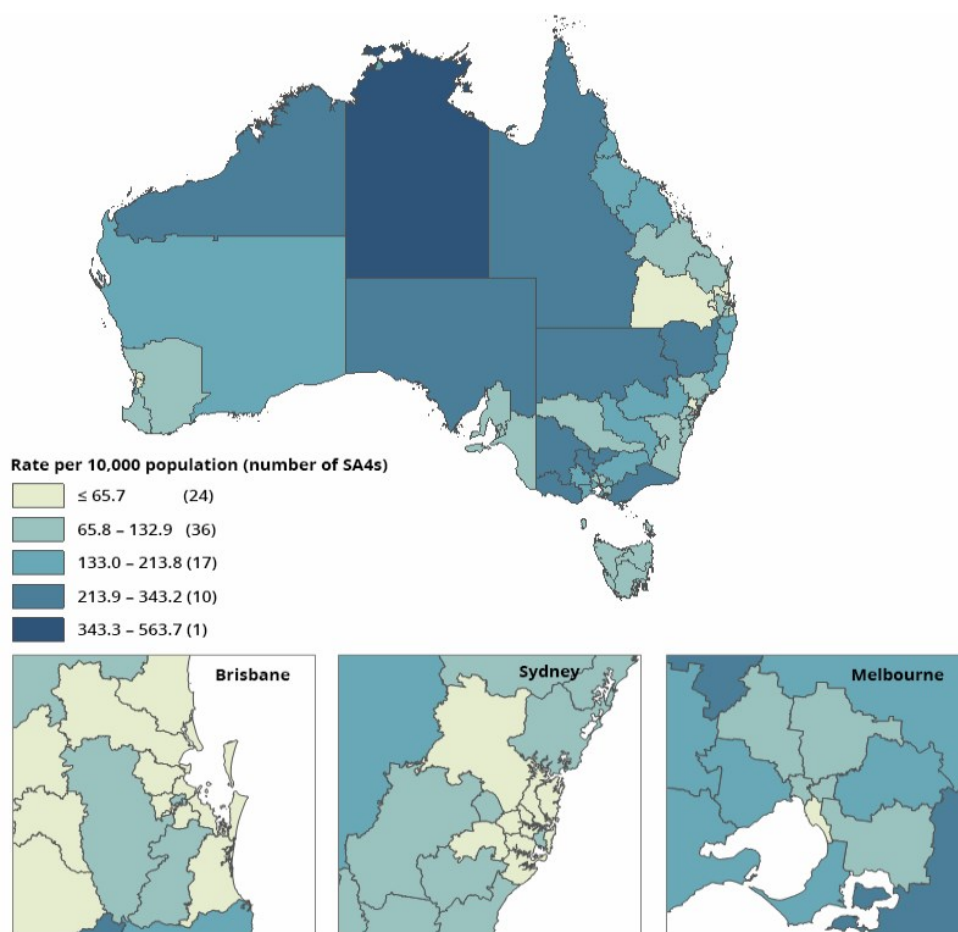 Rate per 10,000 population (number of SA4s)
≤ 65.7 (24)
65.8 – 132.9 (36)
133.0 – 213.8 (17)
213.9 – 343.2 (10)
343.3 – 563.7 (1)
Brisbane
Sydney
Melbourne